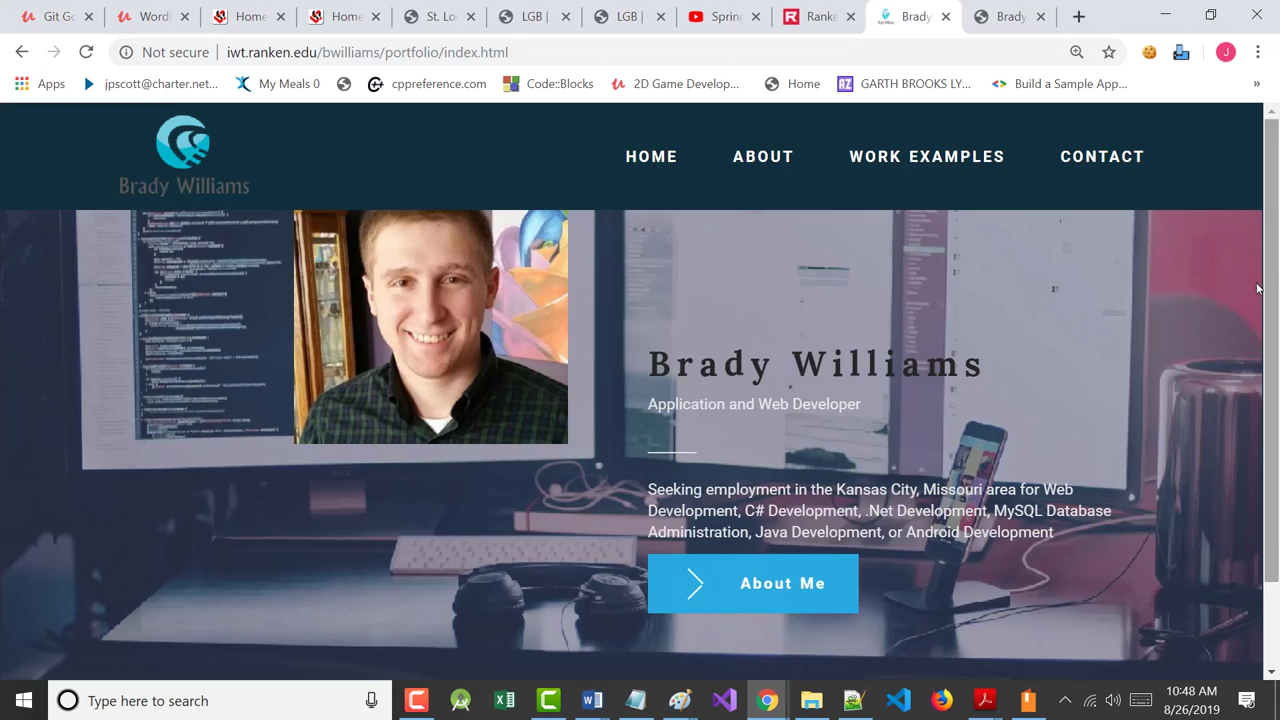 Git Go
Wordl
Home
Home
St. Lo
LGB |
LGB |
Spring
Ranke
Brady
Brady
Not secure
iwt.ranken.edu/bwilliams/portfolio/index.html
J
Apps
jpscott@charter.net...
My Meals 0
cppreference.com
Code::Blocks
2D Game Develop...
Home
AZ
GARTH BROOKS LY...
Build a Sample App...
»
Brady Williams
HOME
ABOUT
WORK EXAMPLES
CONTACT
Brady Williams
Application and Web Developer
Seeking employment in the Kansas City, Missouri area for Web
Development, C# Development, .Net Development, MySQL Database
Administration, Java Development, or Android Development
About Me
Type here to search
10:48 AM
8/26/2019